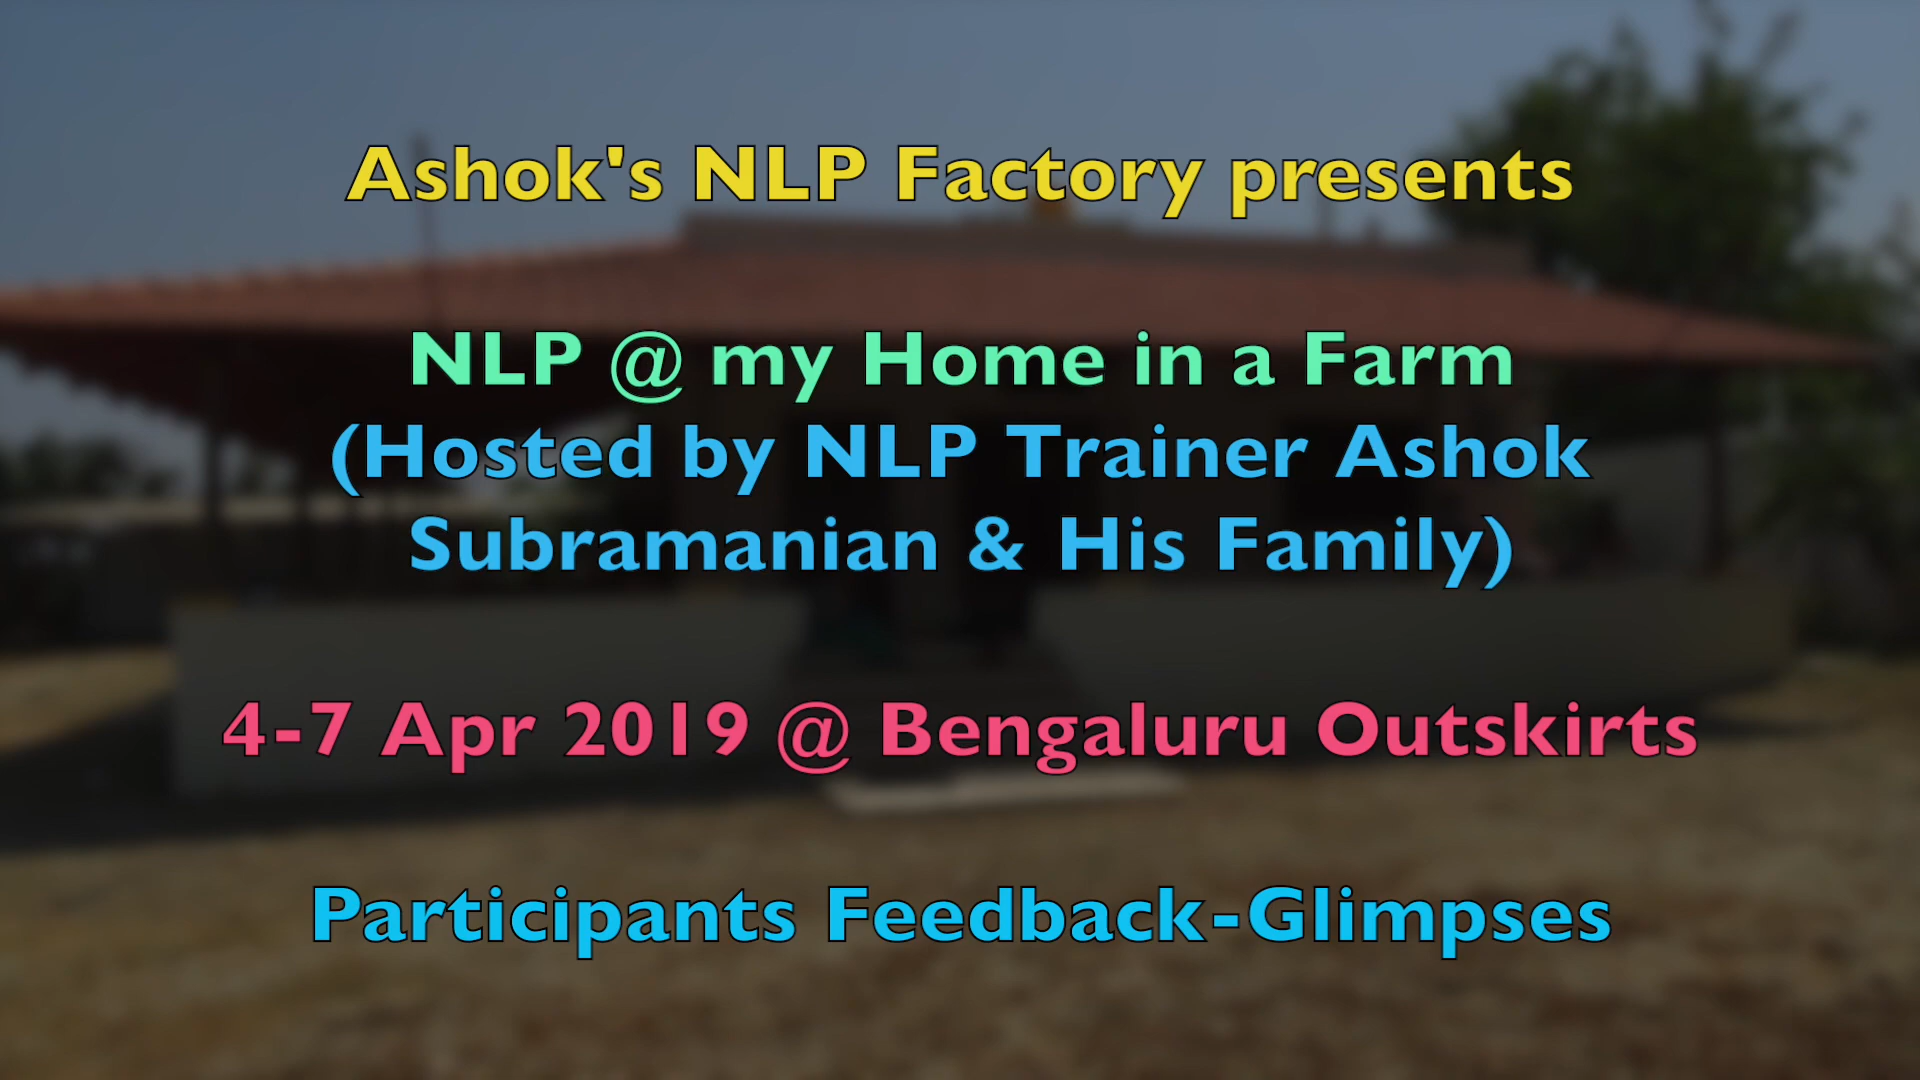 Ashok's NLP Factory presents
NLP @ my Home in a Farm
(Hosted by NLP Trainer Ashok
Subramanian & His Family)
4-7 Apr 2019 @ Bengaluru Outskirts
Participants Feedback-Glimpses